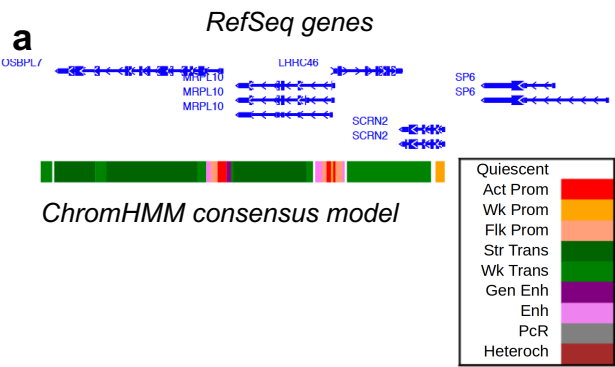 RefSeq genes
a
OSBPL7
LRRC46
MRPL10
MRPL10
MRPL10
SP6
SP6
SCRN2
SCRN2
ChromHMM consensus model
Quiescent
Act Prom
Wk Prom
Flk Prom
Str Trans
Wk Trans
Gen Enh
Enh
PcR
Heteroch